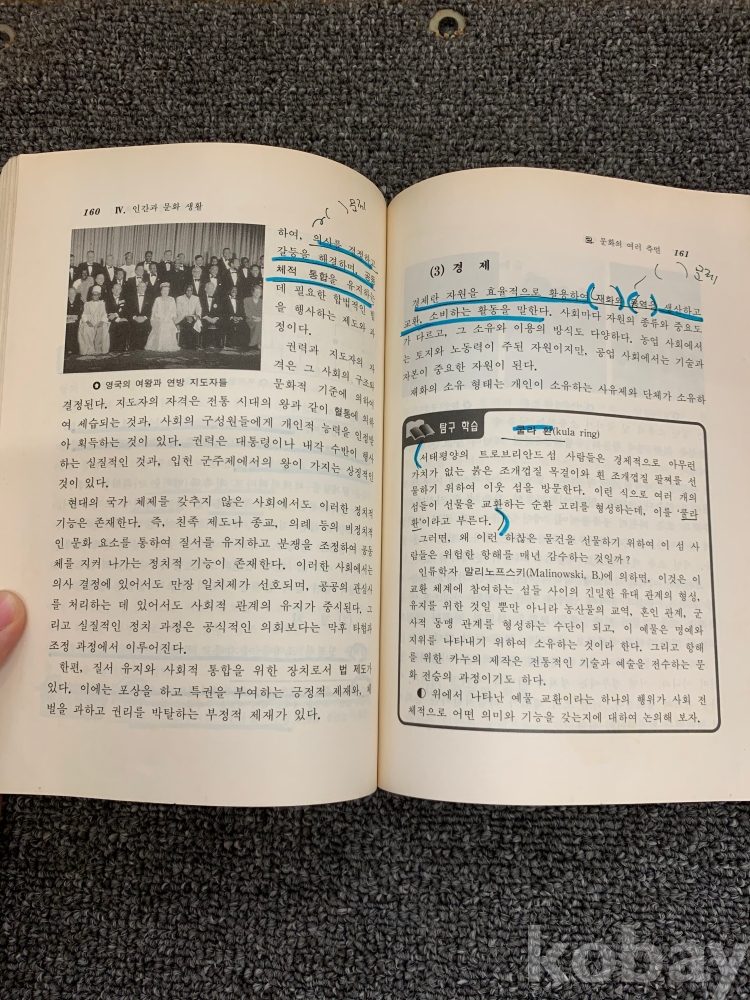 160 Ⅳ. 인간과 문화 생활
문제
하여, 의사를 결정하고
갈등을 해결하며, 공동
체적 통합을 유지하는
데 필요한 합법적인 힘
을 행사하는 제도와 과
정이다.
권력과 지도자의 자
격은 그 사회의 구조와
문화적 기준에 의하여
영국의 여왕과 연방 지도자들
결정된다. 지도자의 자격은 전통 시대의 왕과 같이 혈통에 의하
여 세습되는 것과, 사회의 구성원들에게 개인적 능력을 인정받
아 획득하는 것이 있다. 권력은 대통령이나 내각 수반이 행사
하는 실질적인 것과, 입헌 군주제에서의 왕이 가지는 상징적인
것이 있다.
현대의 국가 체제를 갖추지 않은 사회에서도 이러한 정치적
기능은 존재한다. 즉, 친족 제도나 종교, 의례 등의 비정치적
인 문화 요소를 통하여 질서를 유지하고 분쟁을 조정하여 공동
체를 지켜 나가는 정치적 기능이 존재한다. 이러한 사회에서는
의사 결정에 있어서도 만장 일치제가 선호되며, 공공의 관심사
를 처리하는 데 있어서도 사회적 관계의 유지가 중시된다. 그
리고 실질적인 정치 과정은 공식적인 의회보다는 막후 타협과
조정 과정에서 이루어진다.
한편, 질서 유지와 사회적 통합을 위한 장치로서 법 제도가
있다. 이에는 포상을 하고 특권을 부여하는 긍정적 제재와, 체
벌을 과하고 권리를 박탈하는 부정적 제재가 있다.
문화의 여러 측면 161
문제
(3) 경 제
경제란 자원을 효율적으로 활용하여 재화와 용역을 생산하고
교환, 소비하는 활동을 말한다. 사회마다 자원의 종류와 중요도
가 다르고, 그 소유와 이용의 방식도 다양하다. 농업 사회에서
는 토지와 노동력이 주된 자원이지만, 공업 사회에서는 기술과
자본이 중요한 자원이 된다.
재화의 소유 형태는 개인이 소유하는 사유제와 단체가 소유하
탐구 학습 쿨라 환(kula ring)
서태평양의 트로브리안드섬 사람들은 경제적으로 아무런
가치가 없는 붉은 조개껍질 목걸이와 흰 조개껍질 팔찌를 선
물하기 위하여 이웃 섬을 방문한다. 이런 식으로 여러 개의
섬들이 선물을 교환하는 순환 고리를 형성하는데, 이를 '쿨라
환'이라고 부른다.
그러면, 왜 이런 하찮은 물건을 선물하기 위하여 이 섬 사
람들은 위험한 항해를 매년 감수하는 것일까?
인류학자 말리노프스키(Malinowski, B.)에 의하면, 이것은 이
교환 체계에 참여하는 섬들 사이의 긴밀한 유대 관계의 형성,
유지를 위한 것일 뿐만 아니라 농산물의 교역, 혼인 관계, 군
사적 동맹 관계를 형성하는 수단이 되고, 이 예물은 명예와
지위를 나타내기 위하여 소유하는 것이라 한다. 그리고 항해
를 위한 카누의 제작은 전통적인 기술과 예술을 전수하는 문
화 전승의 과정이기도 하다.
위에서 나타난 예물 교환이라는 하나의 행위가 사회 전
체적으로 어떤 의미와 기능을 갖는지에 대하여 논의해 보자.
kobay